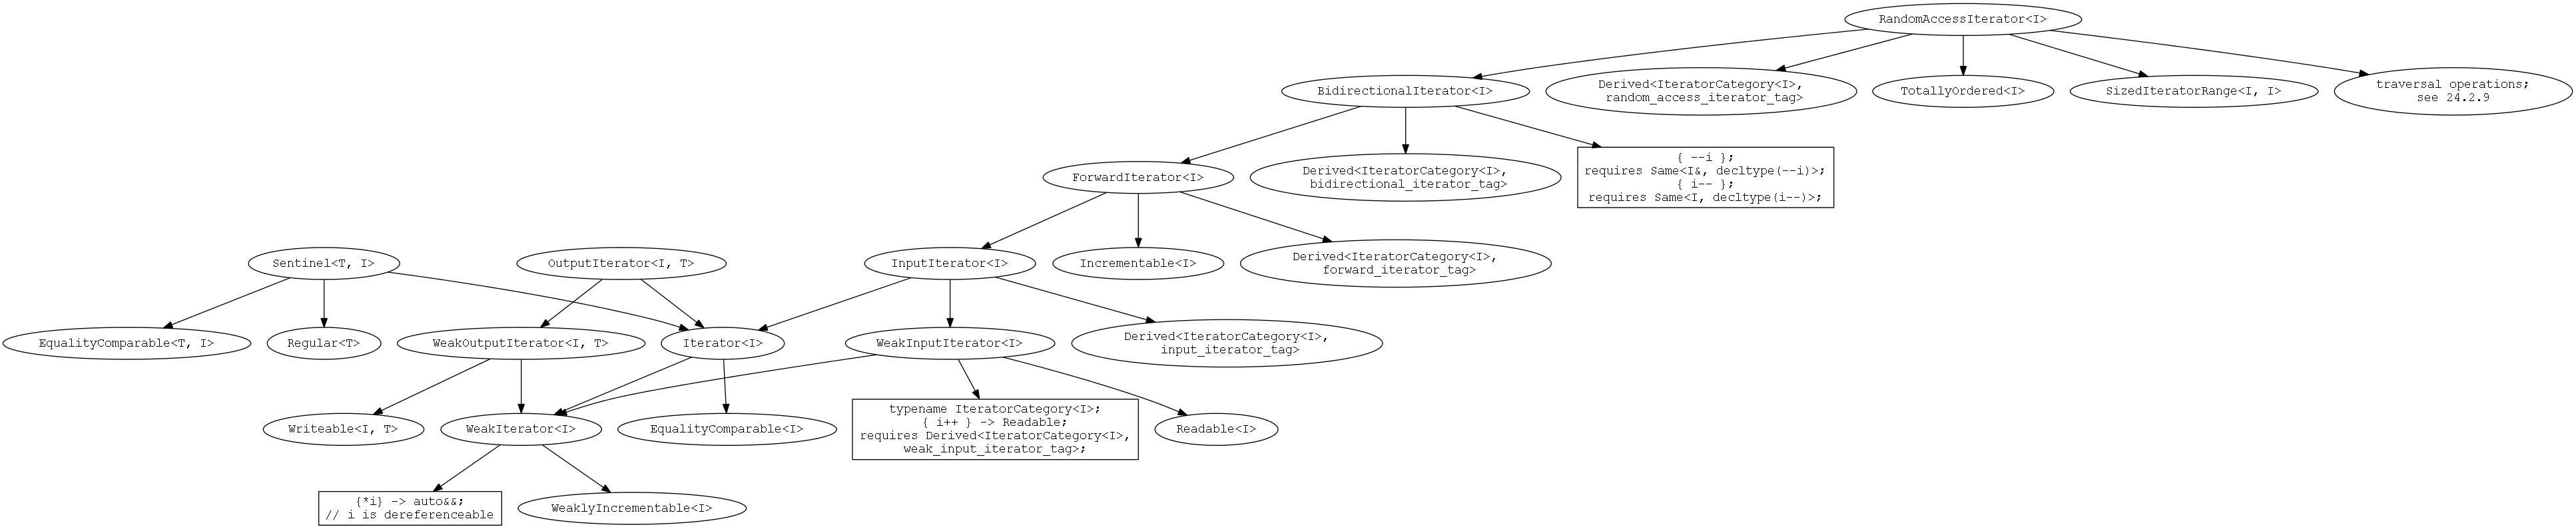 RandomAccessIterator<I>
BidirectionalIterator<I>
Derived<IteratorCategory<I>,
random_access_iterator_tag>
TotallyOrdered<I>
SizedIteratorRange<I, I>
traversal operations;
see 24.2.9
ForwardIterator<I>
Derived<IteratorCategory<I>,
bidirectional_iterator_tag>
{ --i };
requires Same<I&, decltype(--i)>;
{ i-- };
requires Same<I, decltype(i--)>;
Sentinel<T, I>
OutputIterator<I, T>
InputIterator<I>
Incrementable<I>
Derived<IteratorCategory<I>,
forward_iterator_tag>
EqualityComparable<T, I>
Regular<T>
WeakOutputIterator<I, T>
Iterator<I>
WeakInputIterator<I>
Derived<IteratorCategory<I>,
input_iterator_tag>
Writeable<I, T>
WeakIterator<I>
EqualityComparable<I>
typename IteratorCategory<I>;
{ i++ } -> Readable;
requires Derived<IteratorCategory<I>,
weak_input_iterator_tag>;
Readable<I>
{*i} -> auto&&;
// i is dereferenceable
WeaklyIncrementable<I>